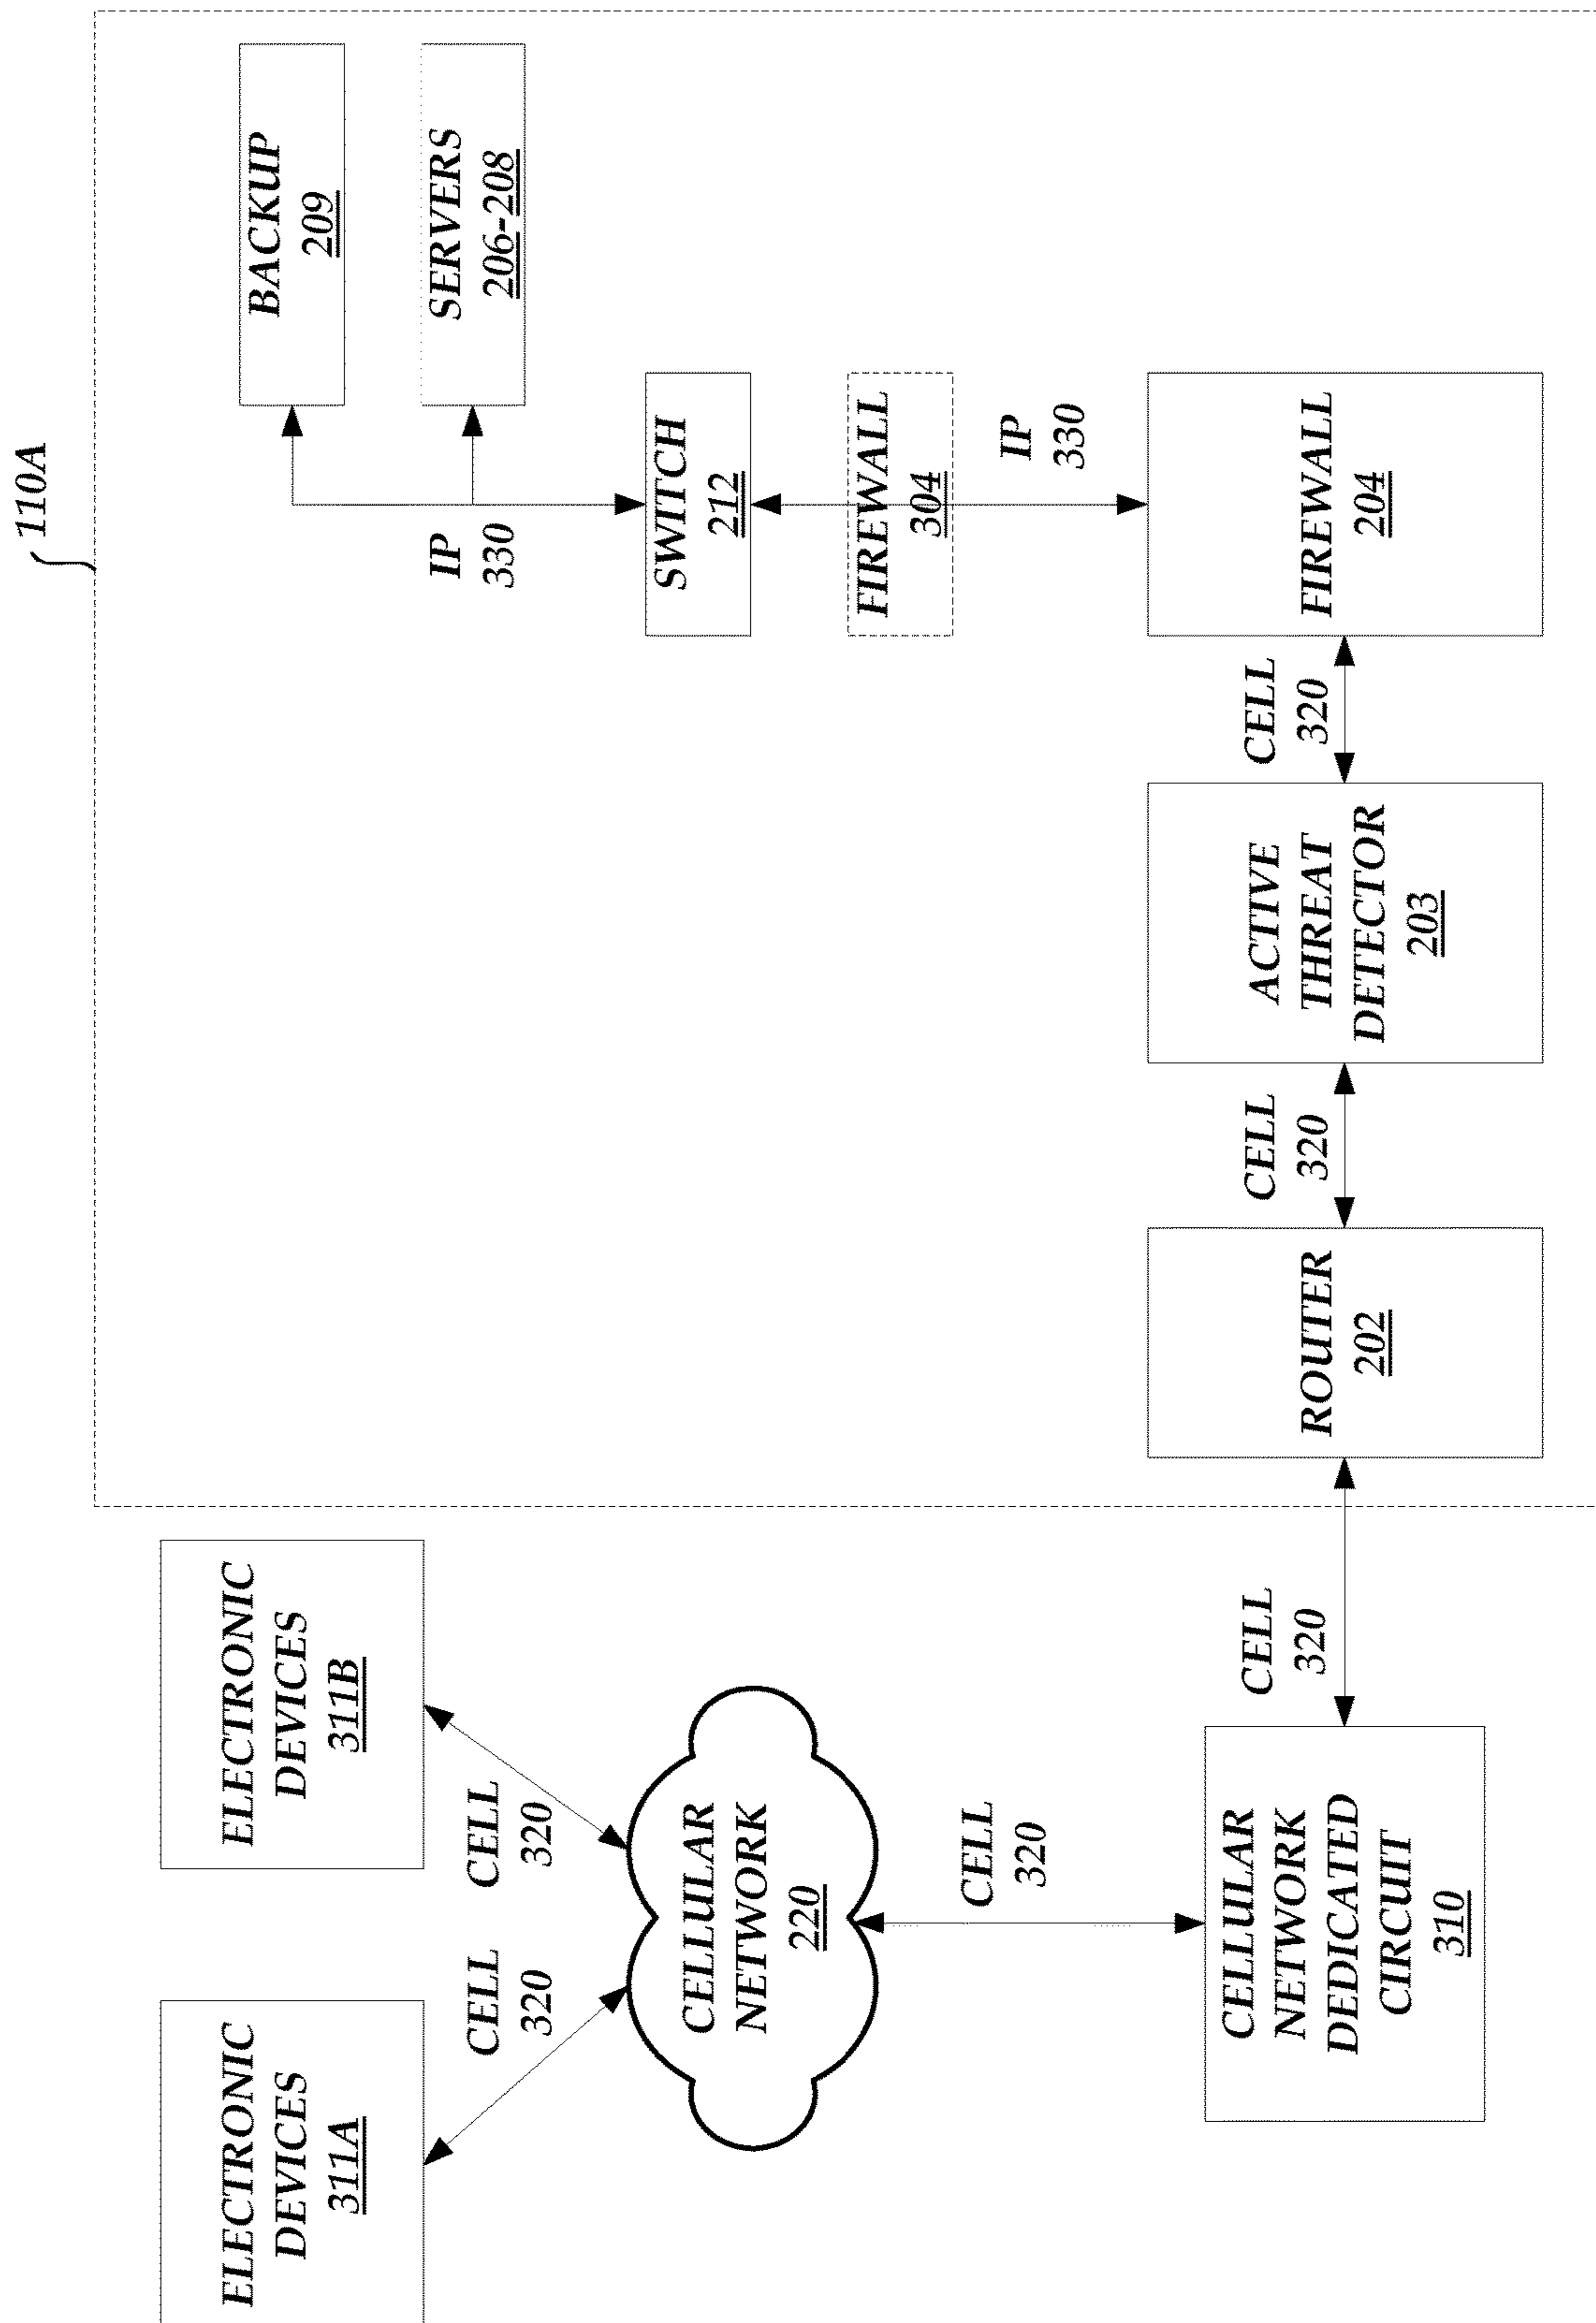 110A
BACKUP
209
SERVERS
206-208
IP
330
SWITCH
212
FIREWALL
304
IP
330
FIREWALL
204
CELL
320
ACTIVE
THREAT
DETECTOR
203
CELL
320
ROUTER
202
CELL
320
ELECTRONIC
DEVICES
311A
ELECTRONIC
DEVICES
311B
CELL
320
CELL
320
CELLULAR
NETWORK
220
CELL
320
CELLULAR
NETWORK
DEDICATED
CIRCUIT
310